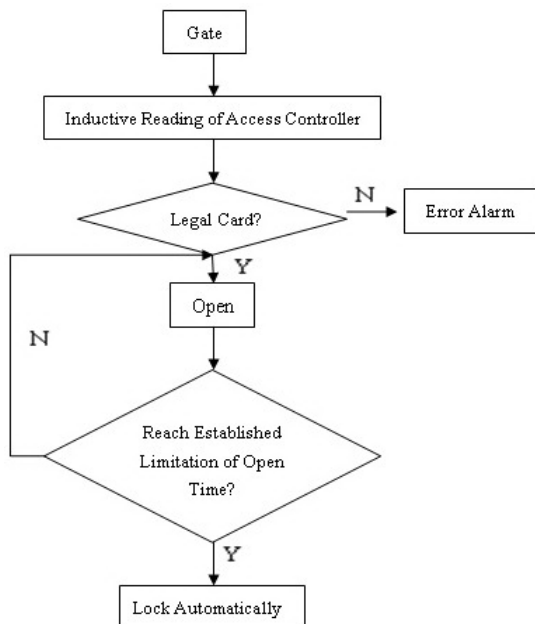 Gate
Inductive Reading of Access Controller
Legal Card?
N
Error Alarm
Y
Open
N
Reach Established
Limitation of Open
Time?
Y
Lock Automatically